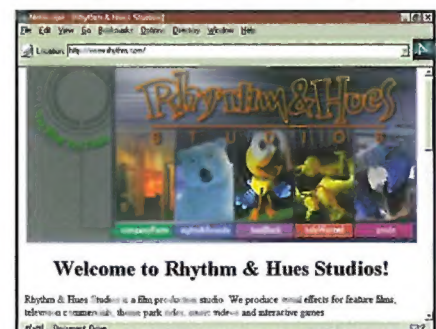 Netscape - [Rhythm & Hues Studios]
File Edit View Go Bookmarks Options Directory Window Help
Location: http://www.rhythm.com/
Rhythm & Hues
STUDIOS
Welcome to Rhythm & Hues Studios!
Rhythm & Hues Studios is a film production studio. We produce visual effects for feature films,
television commercials, theme park rides, music videos and interactive games
Document Done